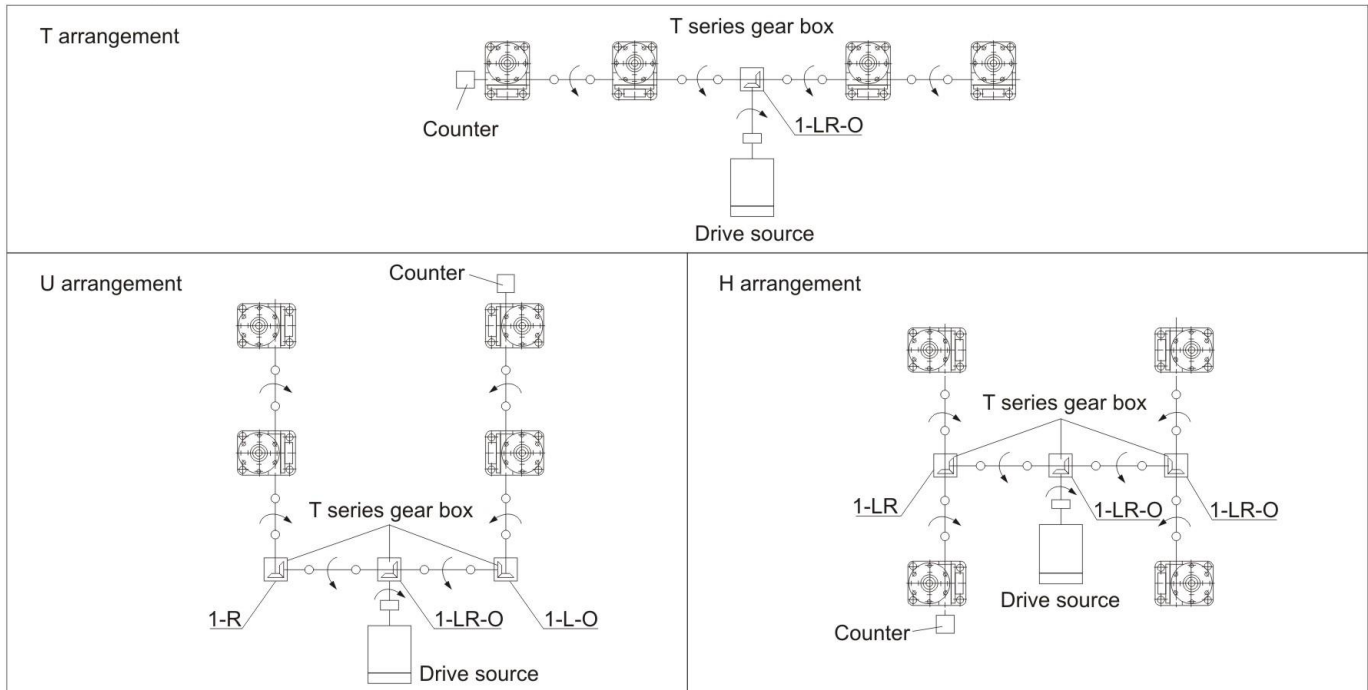 T arrangement
T series gear box
Counter
1-LR-O
Drive source
U arrangement
Counter
T series gear box
1-R
1-LR-O
1-L-O
Drive source
H arrangement
T series gear box
1-LR
1-LR-O
1-LR-O
Drive source
Counter